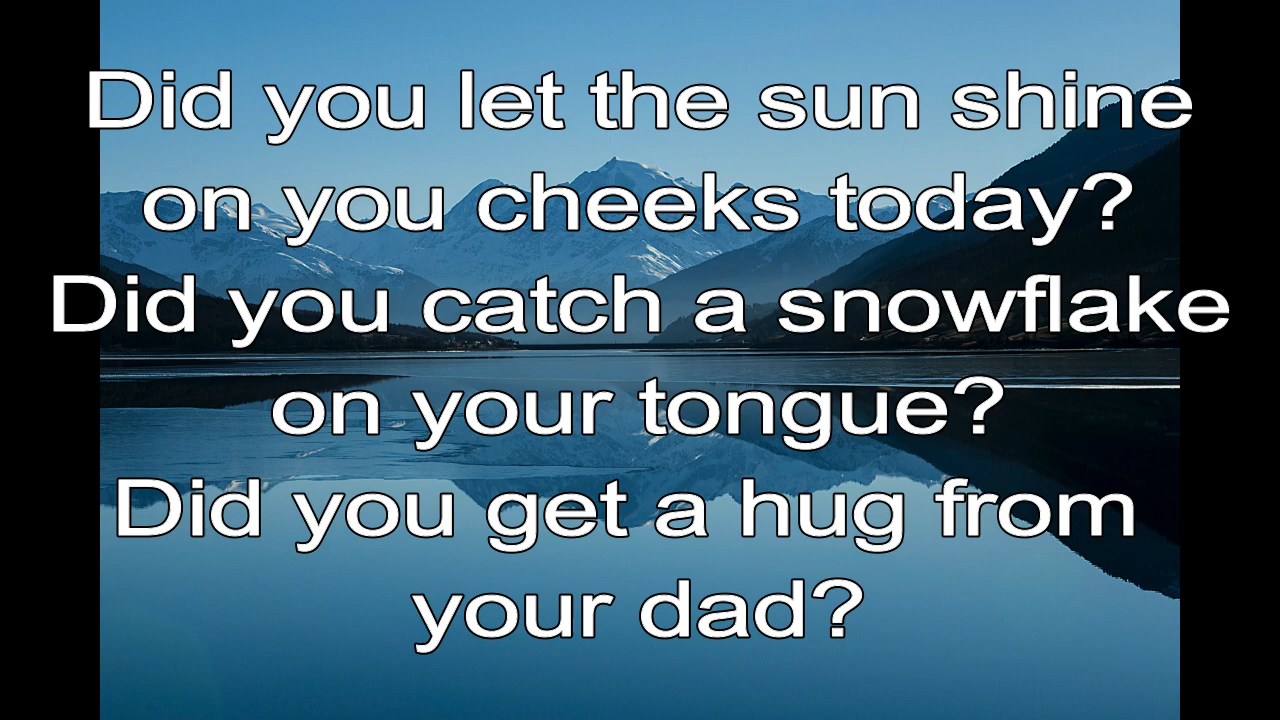 Did you let the sun shine
on you cheeks today?
Did you catch a snowflake
on your tongue?
Did you get a hug from
your dad?